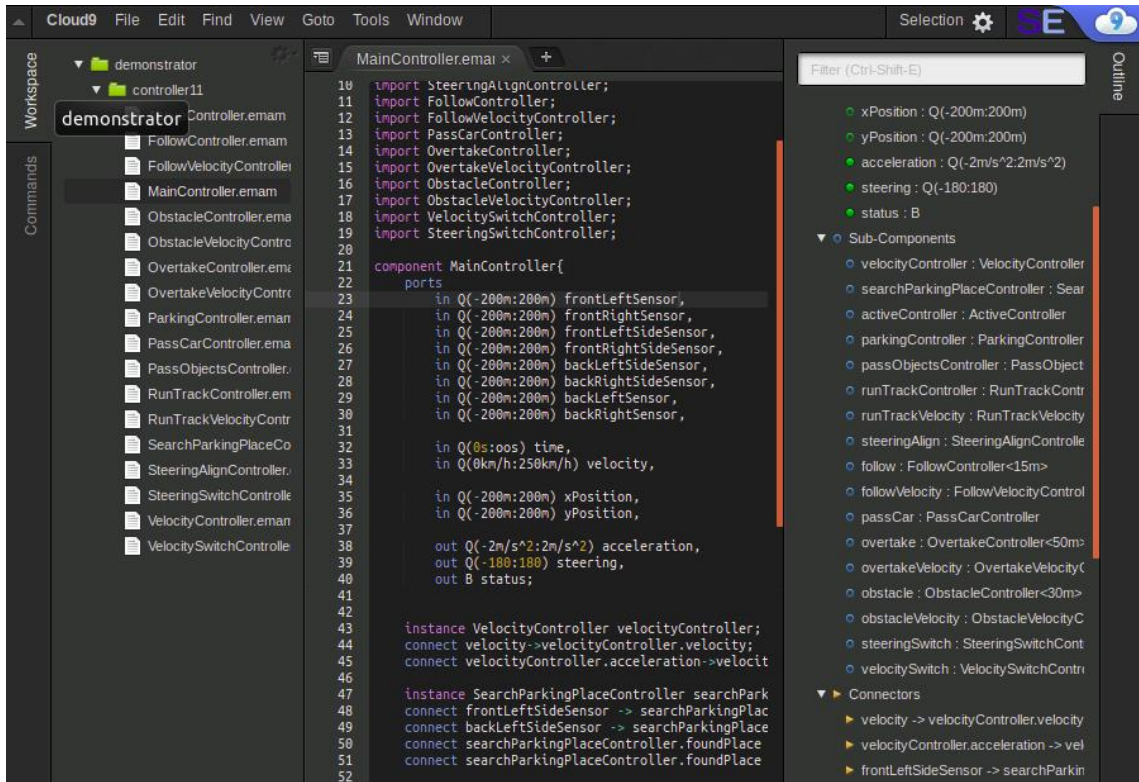 Cloud9 File Edit Find View Goto Tools Window
Selection
SE
9
Workspace
Commands
demonstrator
controller11
demonstrator
Controller.emam
FollowController.emam
FollowVelocityController
MainController.emam
ObstacleController.ema
ObstacleVelocityContro
OvertakeController.ema
OvertakeVelocityContro
ParkingController.emam
PassCarController.ema
PassObjectsController.
RunTrackController.em
RunTrackVelocityContr
SearchParkingPlaceCo
SteeringAlignController.
SteeringSwitchControlle
VelocityController.emam
VelocitySwitchControlle
MainController.emai × +
10 import SteeringAlignController;
11 import FollowController;
12 import FollowVelocityController;
13 import PassCarController;
14 import OvertakeController;
15 import OvertakeVelocityController;
16 import ObstacleController;
17 import ObstacleVelocityController;
18 import VelocitySwitchController;
19 import SteeringSwitchController;
20
21 component MainController{
22 ports
23 in Q(-200m:200m) frontLeftSensor,
24 in Q(-200m:200m) frontRightSensor,
25 in Q(-200m:200m) frontLeftSideSensor,
26 in Q(-200m:200m) frontRightSideSensor,
27 in Q(-200m:200m) backLeftSideSensor,
28 in Q(-200m:200m) backRightSideSensor,
29 in Q(-200m:200m) backLeftSensor,
30 in Q(-200m:200m) backRightSensor,
31
32 in Q(0s:oos) time,
33 in Q(0km/h:250km/h) velocity,
34
35 in Q(-200m:200m) xPosition,
36 in Q(-200m:200m) yPosition,
37
38 out Q(-2m/s^2:2m/s^2) acceleration,
39 out Q(-180:180) steering,
40 out B status;
41
42
43 instance VelocityController velocityController;
44 connect velocity->velocityController.velocity;
45 connect velocityController.acceleration->velocit
46
47 instance SearchParkingPlaceController searchPark
48 connect frontLeftSideSensor -> searchParkingPlac
49 connect backLeftSideSensor -> searchParkingPlace
50 connect searchParkingPlaceController.foundPlace
51 connect searchParkingPlaceController.foundPlace
52
Filter (Ctrl-Shift-E)
Outline
xPosition : Q(-200m:200m)
yPosition : Q(-200m:200m)
acceleration : Q(-2m/s^2:2m/s^2)
steering : Q(-180:180)
status : B
Sub-Components
velocityController : VelocityController
searchParkingPlaceController : Sear
activeController : ActiveController
parkingController : ParkingController
passObjectsController : PassObject
runTrackController : RunTrackContr
runTrackVelocity : RunTrackVelocity
steeringAlign : SteeringAlignControlle
follow : FollowController<15m>
followVelocity : FollowVelocityControl
passCar : PassCarController
overtake : OvertakeController<50m>
overtakeVelocity : OvertakeVelocityC
obstacle : ObstacleController<30m>
obstacleVelocity : ObstacleVelocityC
steeringSwitch : SteeringSwitchCont
velocitySwitch : VelocitySwitchContro
Connectors
velocity -> velocityController.velocity
velocityController.acceleration -> vel
frontLeftSideSensor -> searchParkin